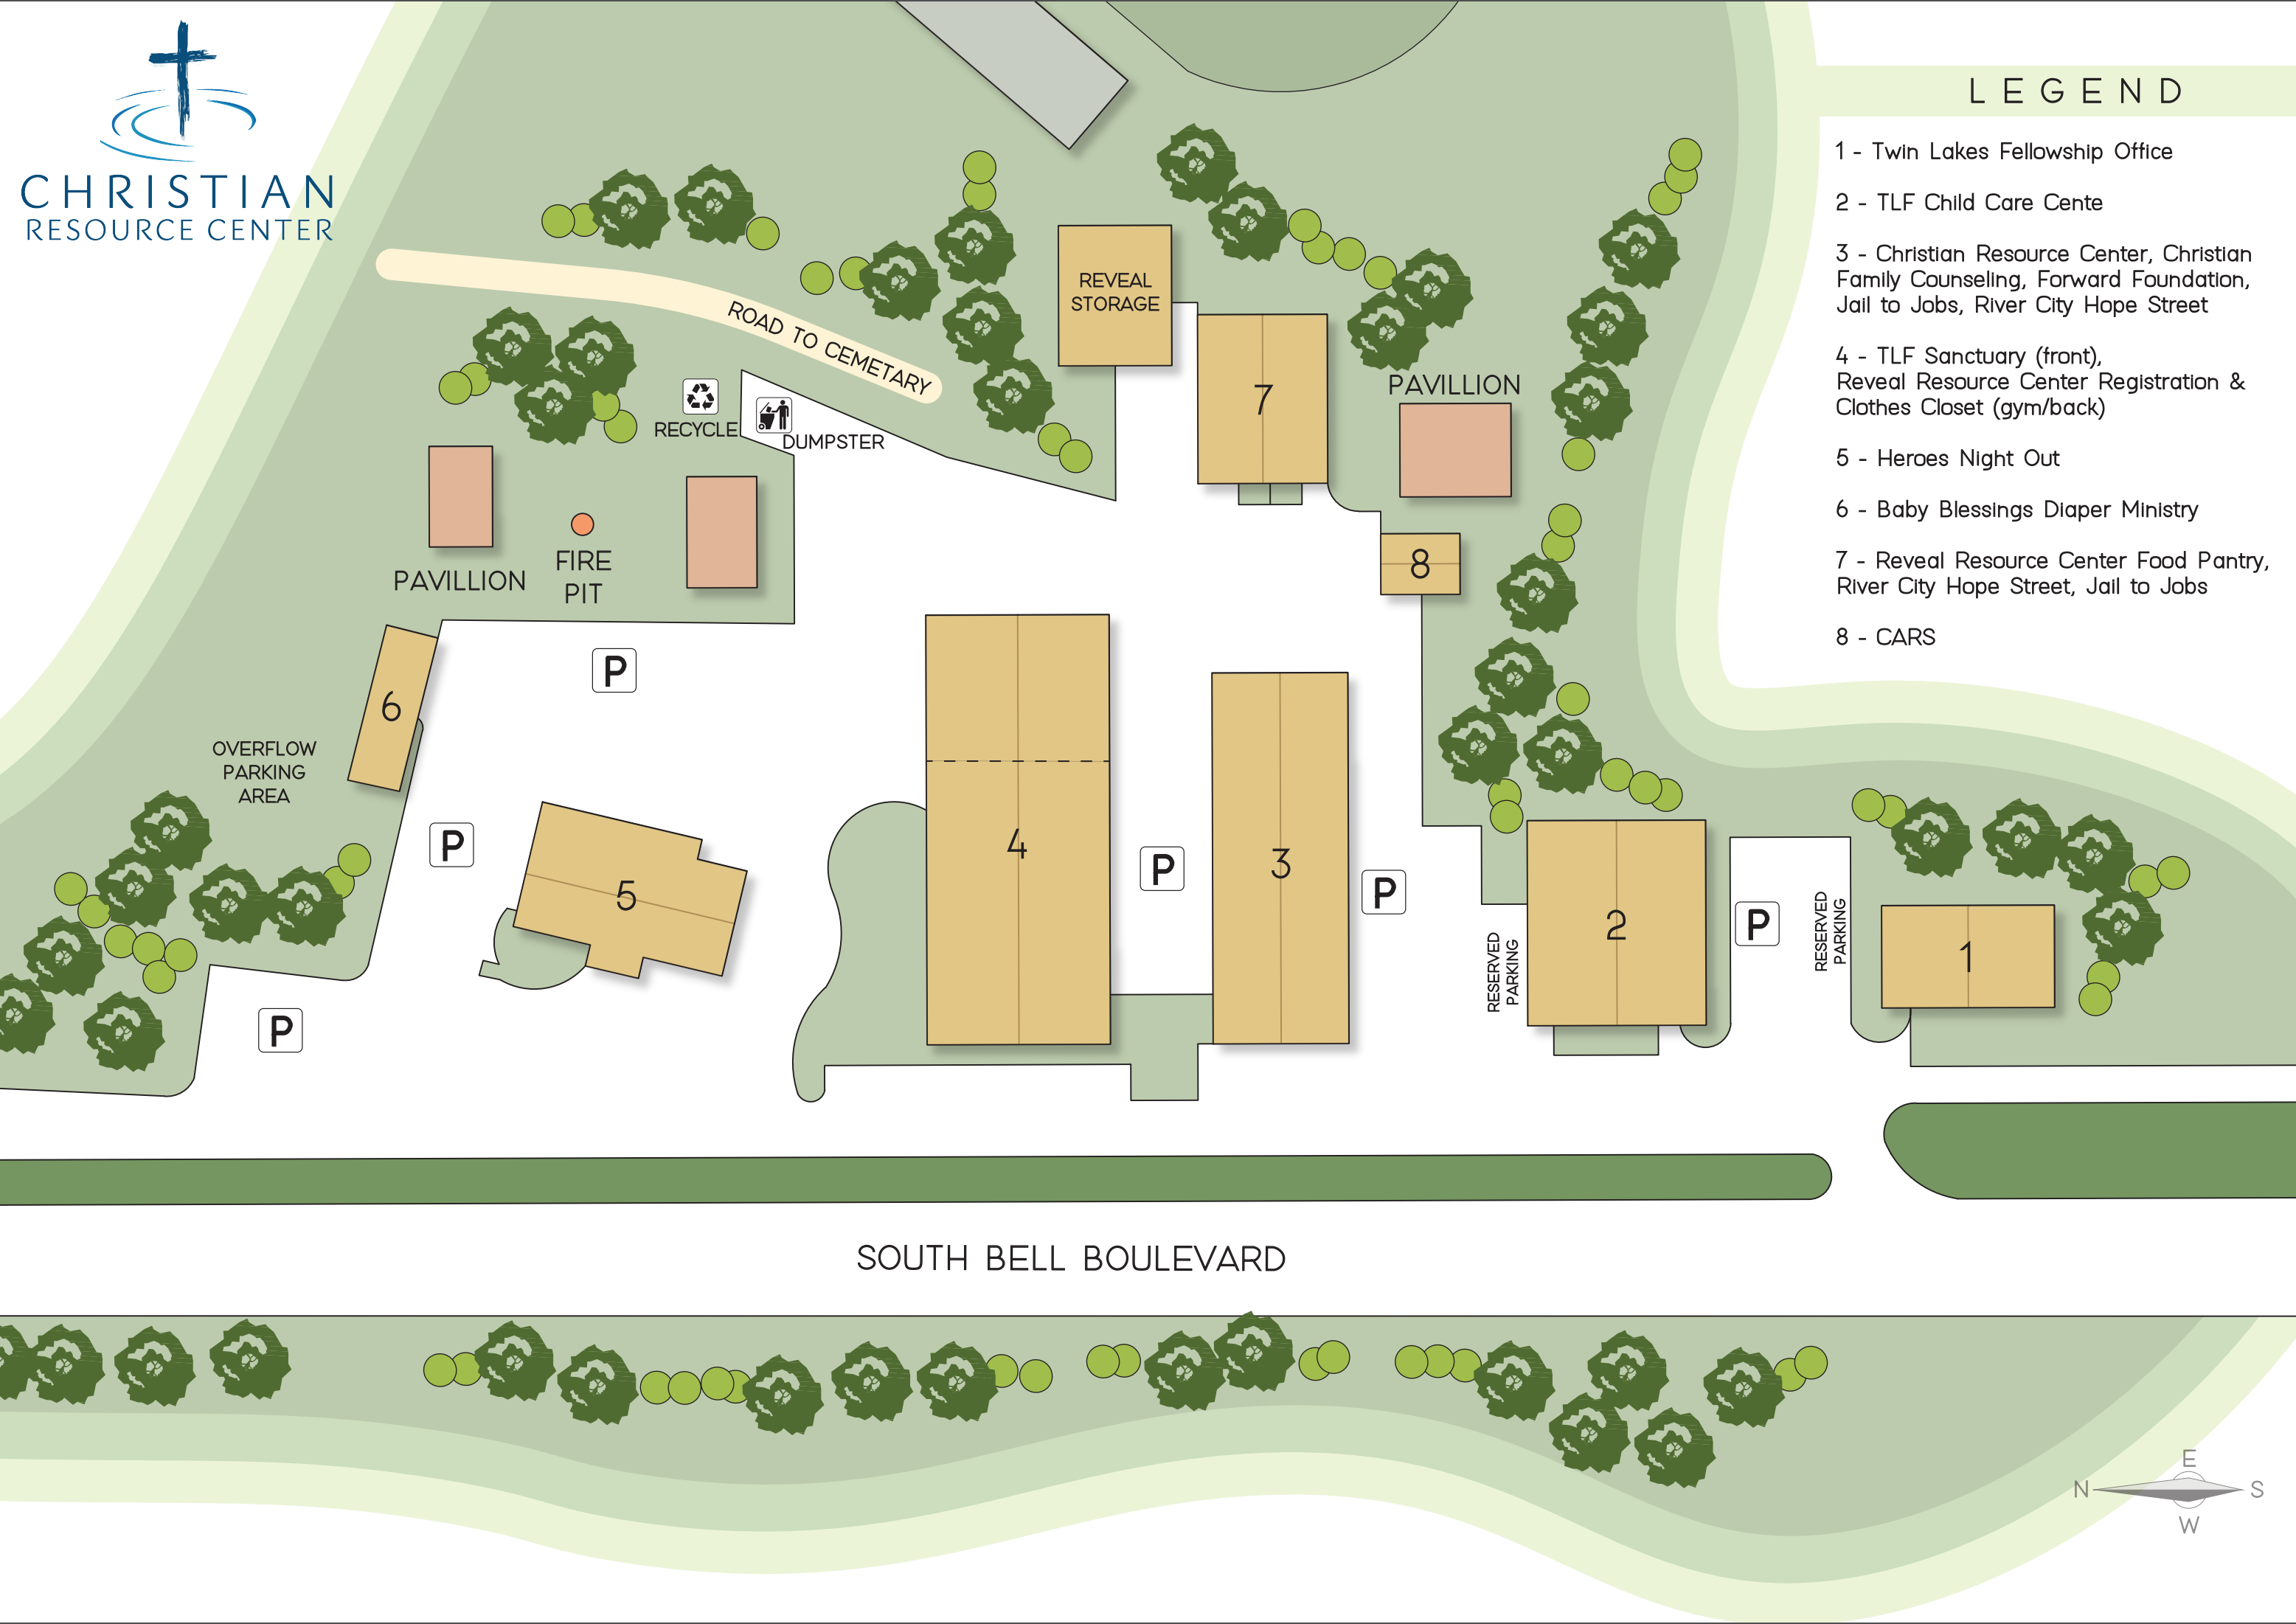 CHRISTIAN
RESOURCE CENTER
LEGEND
1 - Twin Lakes Fellowship Office
2 - TLF Child Care Cente
3 - Christian Resource Center, Christian
Family Counseling, Forward Foundation,
Jail to Jobs, River City Hope Street
4 - TLF Sanctuary (front),
Reveal Resource Center Registration &
Clothes Closet (gym/back)
5 - Heroes Night Out
6 - Baby Blessings Diaper Ministry
7 - Reveal Resource Center Food Pantry,
River City Hope Street, Jail to Jobs
8 - CARS
REVEAL
STORAGE
ROAD TO CEMETARY
7
PAVILLION
RECYCLE
DUMPSTER
8
PAVILLION
FIRE
PIT
P
6
OVERFLOW
PARKING
AREA
P
5
4
P
3
P
2
RESERVED
PARKING
P
RESERVED
PARKING
1
P
SOUTH BELL BOULEVARD
E
N
S
W